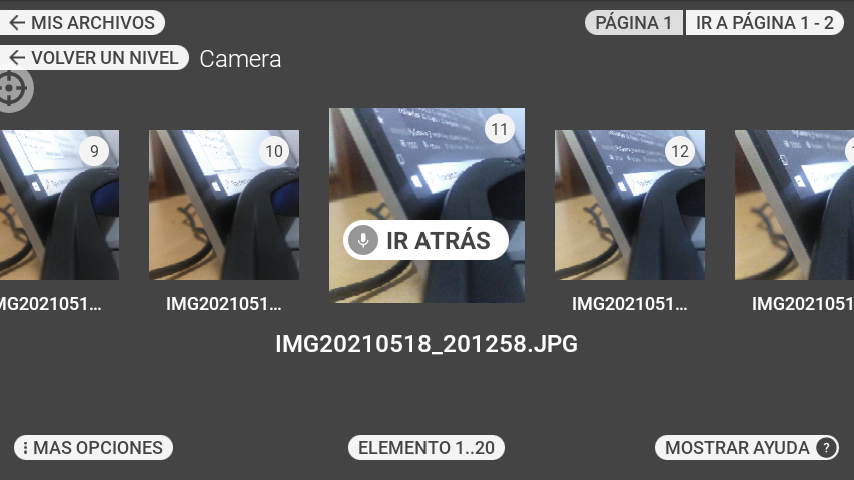 MIS ARCHIVOS
PÁGINA 1
IR A PÁGINA 1 - 2
VOLVER UN NIVEL
Camera
9
10
11
12
IR ATRÁS
MG2021051...
IMG2021051...
IMG2021051...
IMG2021051
IMG20210518_201258.JPG
MAS OPCIONES
ELEMENTO 1..20
MOSTRAR AYUDA ?